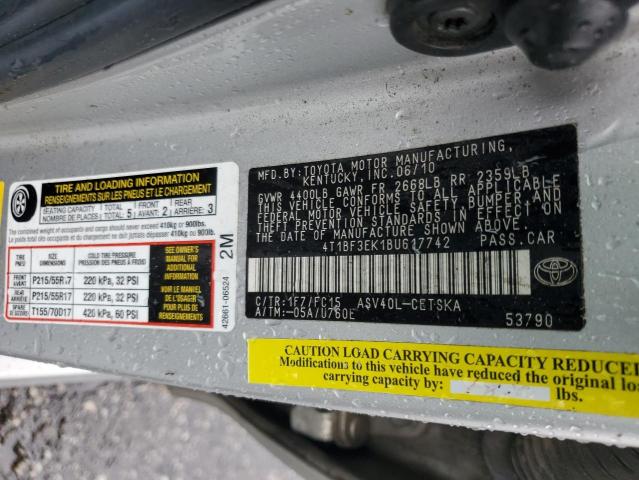 TIRE AND LOADING INFORMATION
RENSEIGNEMENTS SUR LES PNEUS ET LE CHARGEMENT
SEATING CAPACITY TOTAL 5 FRONT 2 REAR 3
NOMBRE DE PLACES TOTAL AVANT ARRIÈRE
The combined weight of occupants and cargo should never exceed 410kg or 900lbs.
TIRE
PNEU
SIZE
COLD TIRE PRESSURE
PRESSION DES PNEUS À FROID
FRONT
AVANT
P215/55R17 220 kPa, 32 PSI
REAR
P215/55R17 220 kPa, 32 PSI
SPARE
DE SECOURS
T155/70D17 420 kPa, 60 PSI
SEE OWNER'S
MANUAL FOR
ADDITIONAL
INFORMATION
VOIR LE MANUEL
DE L'USAGER
POUR PLUS DE
RENSEIGNEMENTS
2M
42661-06524
MFD.BY:TOYOTA MOTOR MANUFACTURING,
KENTUCKY,INC.06/10
GVWR 4400LB GAWR FR 2668LB RR 2359LB
THIS VEHICLE CONFORMS TO ALL APPLICABLE
FEDERAL MOTOR VEHICLE SAFETY, BUMPER, AND
THEFT PREVENTION STANDARDS IN EFFECT ON
THE DATE OF MANUFACTURE SHOWN ABOVE.
4T1BF3EK1BU617742 PASS.CAR
C/TR:1F7/FC15 ASV40L-CETSKA
A/TM:-05A/U760E
53790
TOYOTA
CAUTION LOAD CARRYING CAPACITY REDUCED
Modifications to this vehicle have reduced the original
carrying capacity by: lbs.